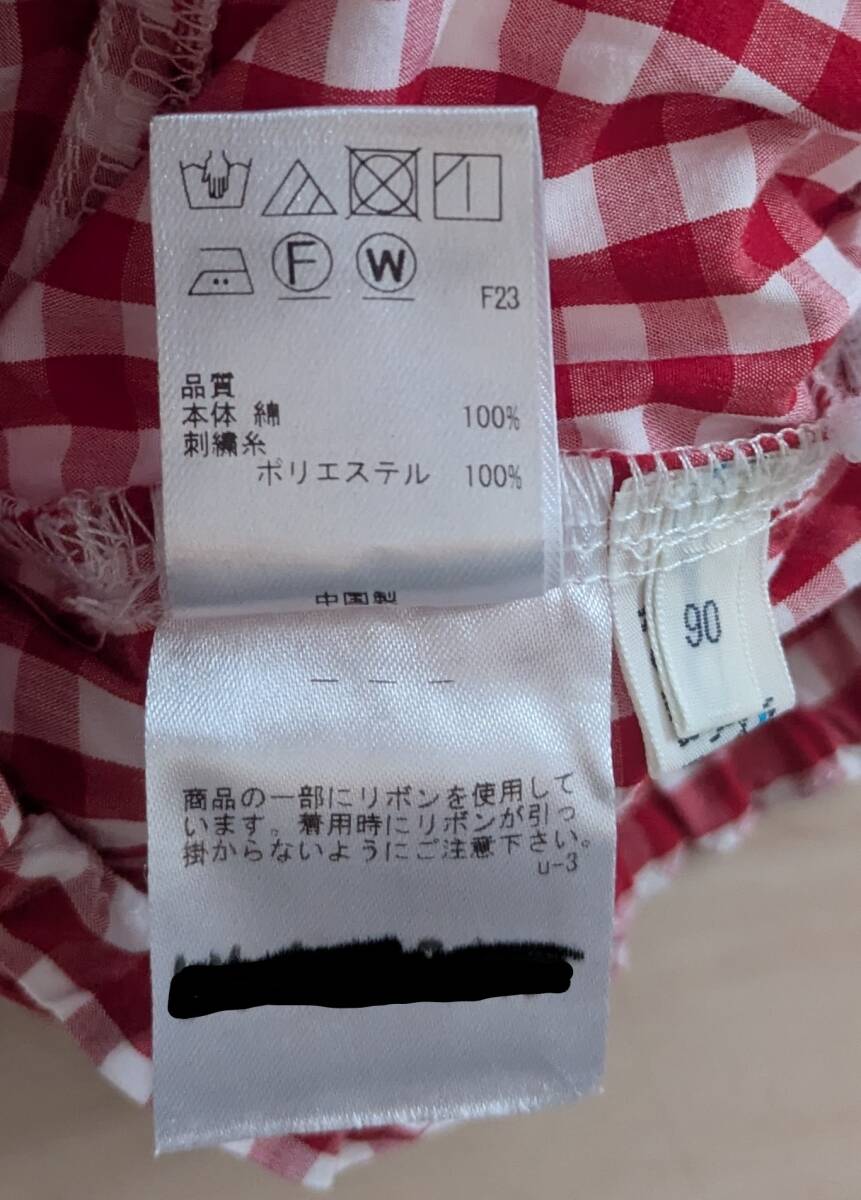 F
W
F23
品質
本体 綿 100%
刺繍糸
ポリエステル 100%
中国製
90
商品の一部にリボンを使用して
います。着用時にリボンが引っ
掛からないようにご注意下さい。
U-3